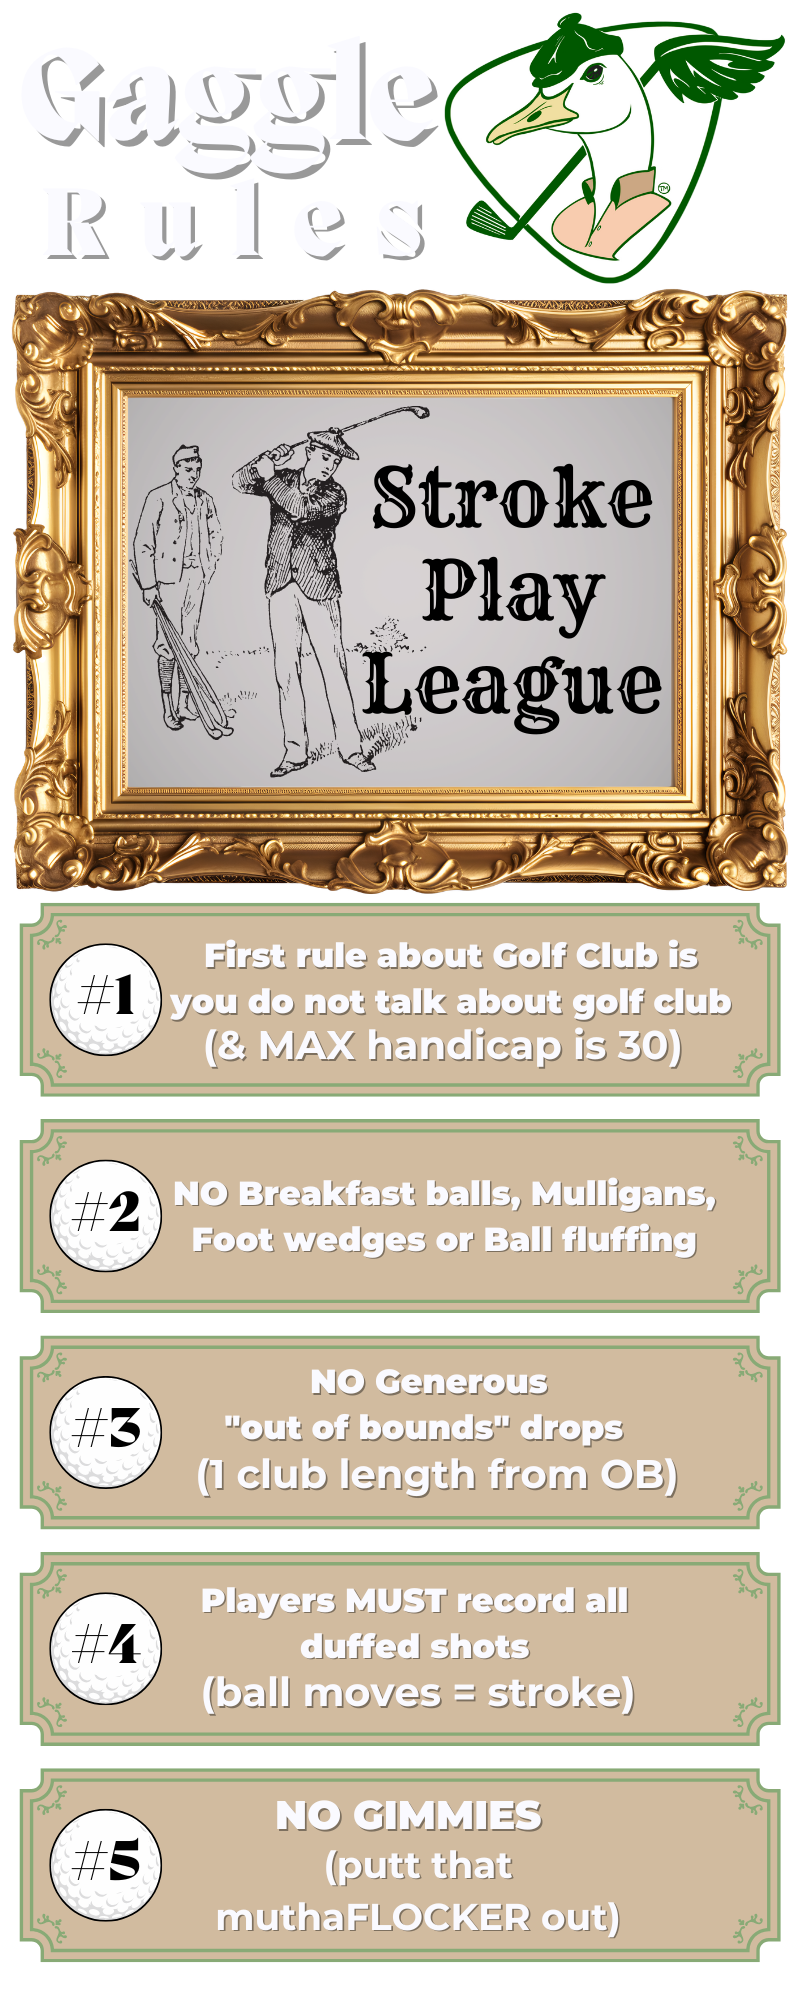 Gaggle
Rules
TM
Stroke
Play
League
#1
First rule about Golf Club is
you do not talk about golf club
(& MAX handicap is 30)
#2
NO Breakfast balls, Mulligans,
Foot wedges or Ball fluffing
#3
NO Generous
"out of bounds" drops
(1 club length from OB)
#4
Players MUST record all
duffed shots
(ball moves = stroke)
#5
NO GIMMIES
(putt that
muthaFLOCKER out)